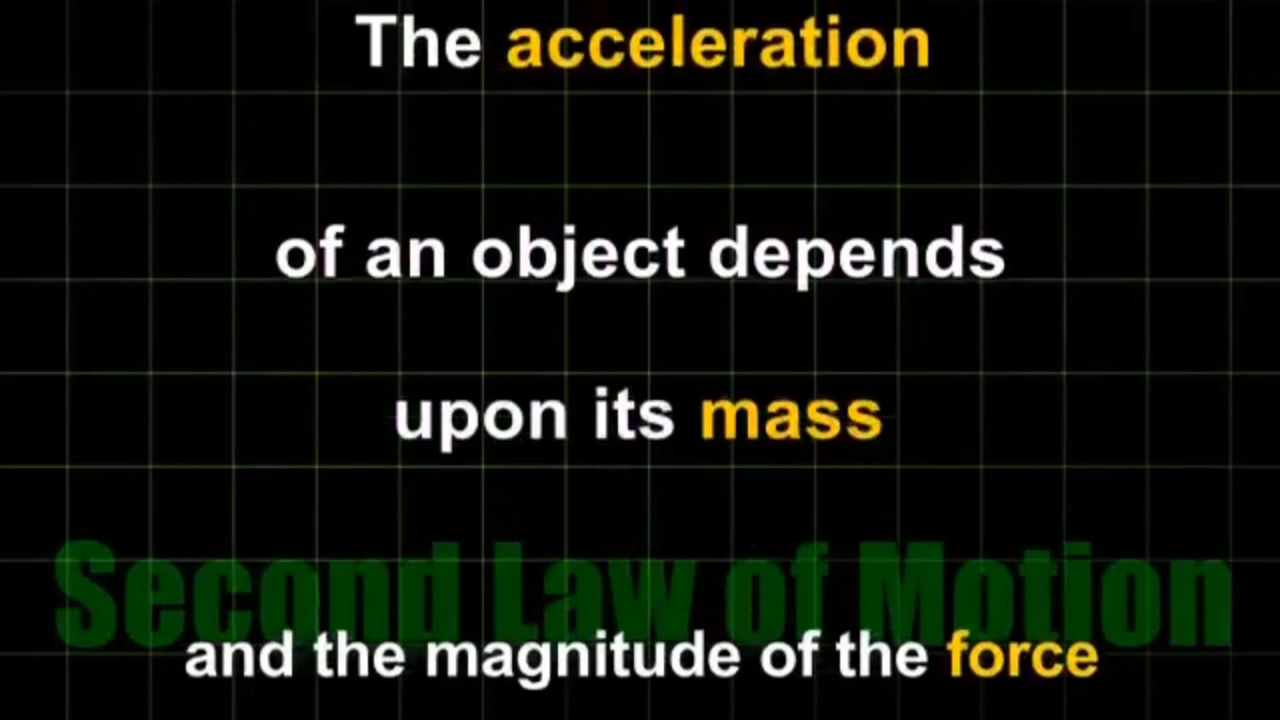 The acceleration
of an object depends
upon its mass
Second Law of Motion
and the magnitude of the force